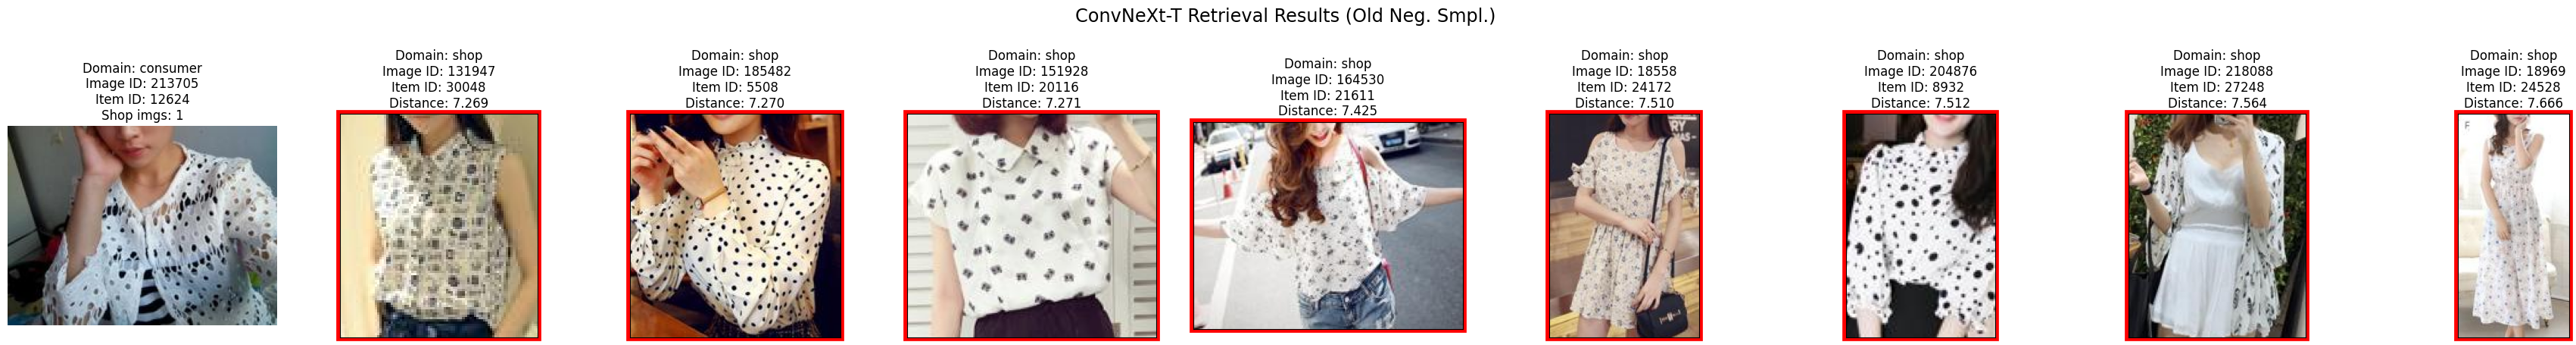 ConvNeXt-T Retrieval Results (Old Neg. Smpl.)
Domain: consumer
Image ID: 213705
Item ID: 12624
Shop imgs: 1
Domain: shop
Image ID: 131947
Item ID: 30048
Distance: 7.269
Domain: shop
Image ID: 185482
Item ID: 5508
Distance: 7.270
Domain: shop
Image ID: 151928
Item ID: 20116
Distance: 7.271
Domain: shop
Image ID: 164530
Item ID: 21611
Distance: 7.425
Domain: shop
Image ID: 18558
Item ID: 24172
Distance: 7.510
RY
MAS-
Domain: shop
Image ID: 204876
Item ID: 8932
Distance: 7.512
Domain: shop
Image ID: 218088
Item ID: 27248
Distance: 7.564
Domain: shop
Image ID: 18969
Item ID: 24528
Distance: 7.666